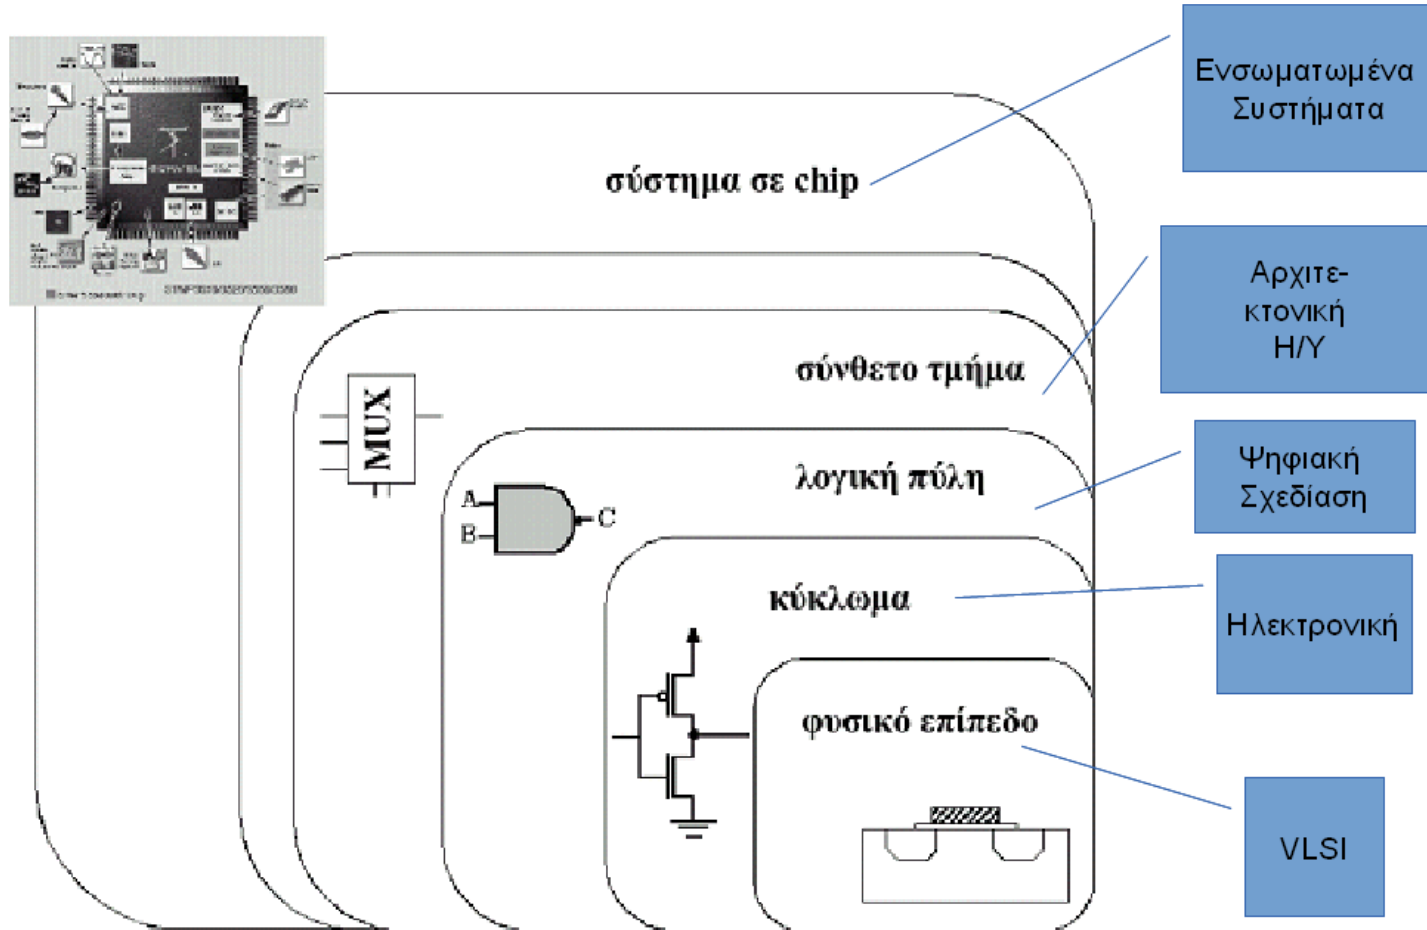 Ενσωματωμένα
Συστήματα
σύστημα σε chip
Αρχιτε-
κτονική
Η/Υ
σύνθετο τμήμα
MUX
Ψηφιακή
Σχεδίαση
λογική πύλη
A
B
C
κύκλωμα
Ηλεκτρονική
φυσικό επίπεδο
VLSI